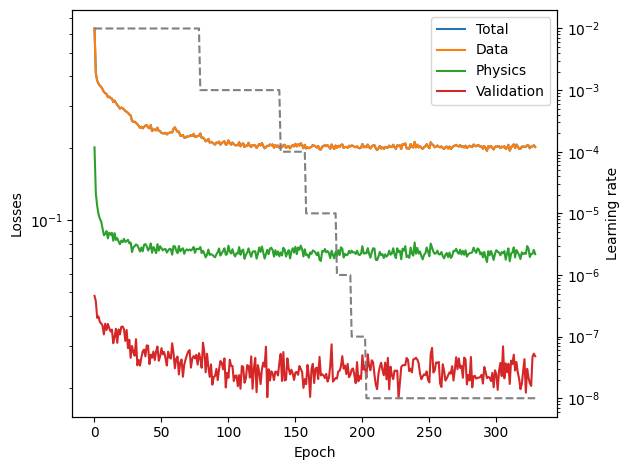 Total
Data
Physics
Validation
Losses
10⁻¹
Learning rate
10⁻²
10⁻³
10⁻⁴
10⁻⁵
10⁻⁶
10⁻⁷
10⁻⁸
0 50 100 150 200 250 300
Epoch